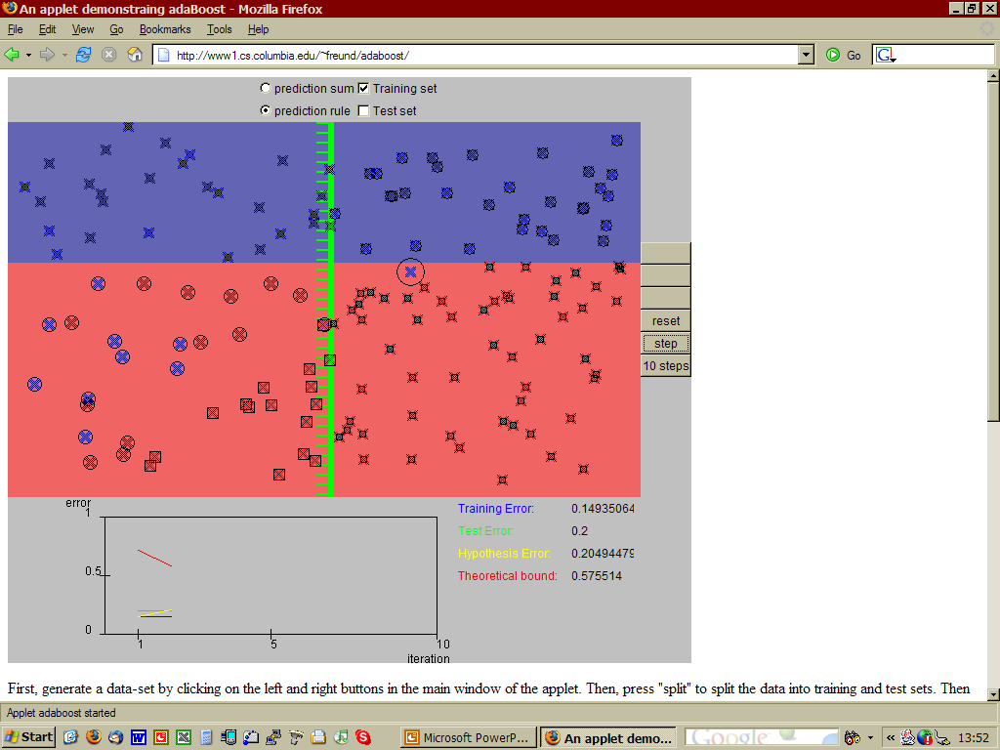 An applet demonstraing adaBoost - Mozilla Firefox
File Edit View Go Bookmarks Tools Help
http://www1.cs.columbia.edu/~freund/adaboost/ Go G
prediction sum Training set
prediction rule Test set
reset
step
10 steps
error
1
0.5
0
1 5 10
iteration
Training Error: 0.14935064
Test Error: 0.2
Hypothesis Error: 0.20494479
Theoretical bound: 0.575514
First, generate a data-set by clicking on the left and right buttons in the main window of the applet. Then, press "split" to split the data into training and test sets. Then
Applet adaboost started
Start Microsoft PowerP... An applet demo... Google 13:52